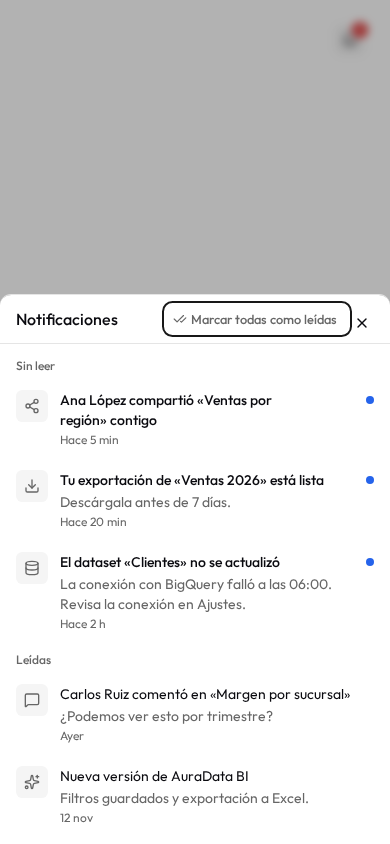 Notificaciones
Marcar todas como leídas
Sin leer
Ana López compartió «Ventas por
región» contigo
Hace 5 min
Tu exportación de «Ventas 2026» está lista
Descárgala antes de 7 días.
Hace 20 min
El dataset «Clientes» no se actualizó
La conexión con BigQuery falló a las 06:00.
Revisa la conexión en Ajustes.
Hace 2 h
Leídas
Carlos Ruiz comentó en «Margen por sucursal»
¿Podemos ver esto por trimestre?
Ayer
Nueva versión de AuraData BI
Filtros guardados y exportación a Excel.
12 nov